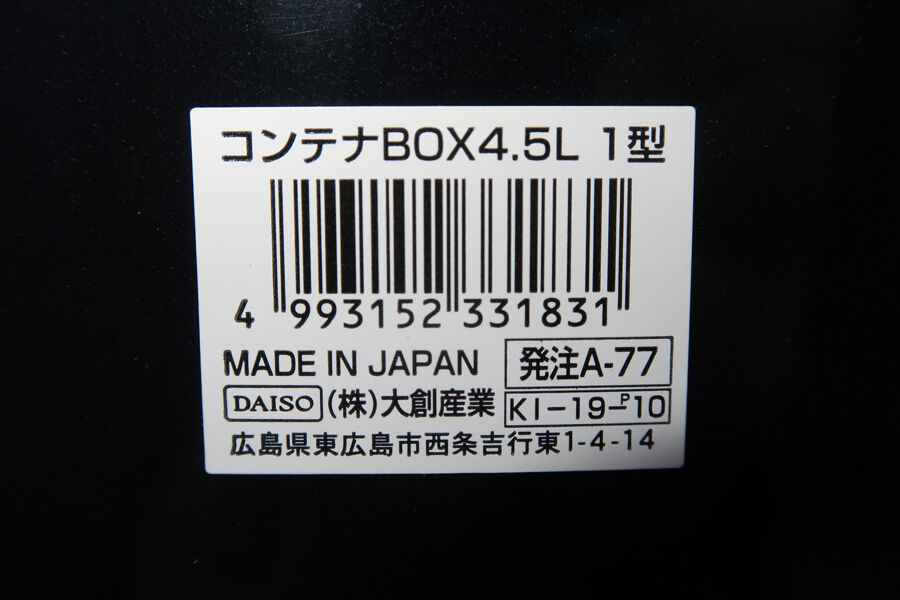 コンテナBOX4.5L 1型
4 993152 331831
MADE IN JAPAN 発注A-77
DAISO (株)大創産業 KI-19-P-10
広島県東広島市西条吉行東1-4-14